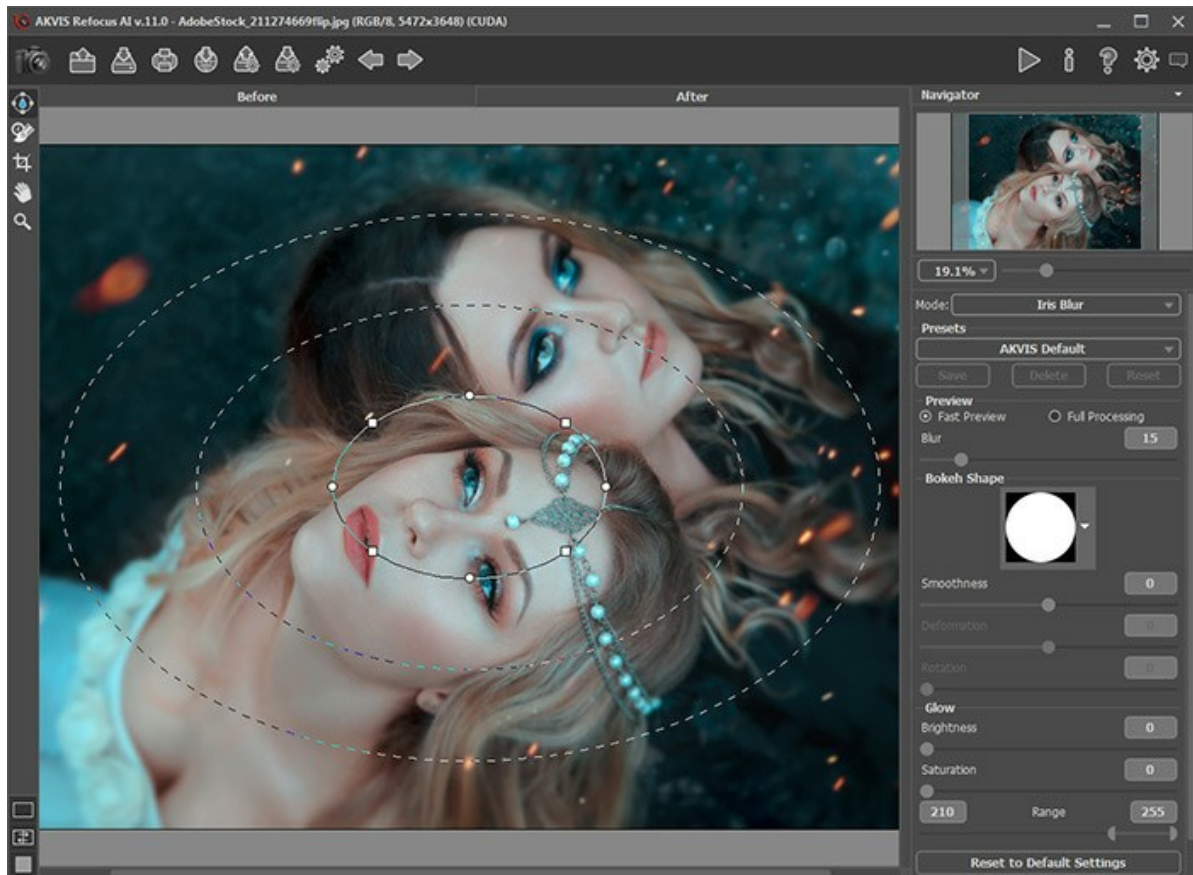 AKVIS Refocus AI v.11.0 - AdobeStock_211274669flip.jpg (RGB/8, 5472x3648) (CUDA)
Before
After
Navigator
19.1%
Mode: Iris Blur
Presets
AKVIS Default
Save Delete Reset
Preview
Fast Preview Full Processing
Blur 15
Bokeh Shape
Smoothness 0
Deformation 0
Rotation 0
Glow
Brightness 0
Saturation 0
210 Range 255
Reset to Default Settings